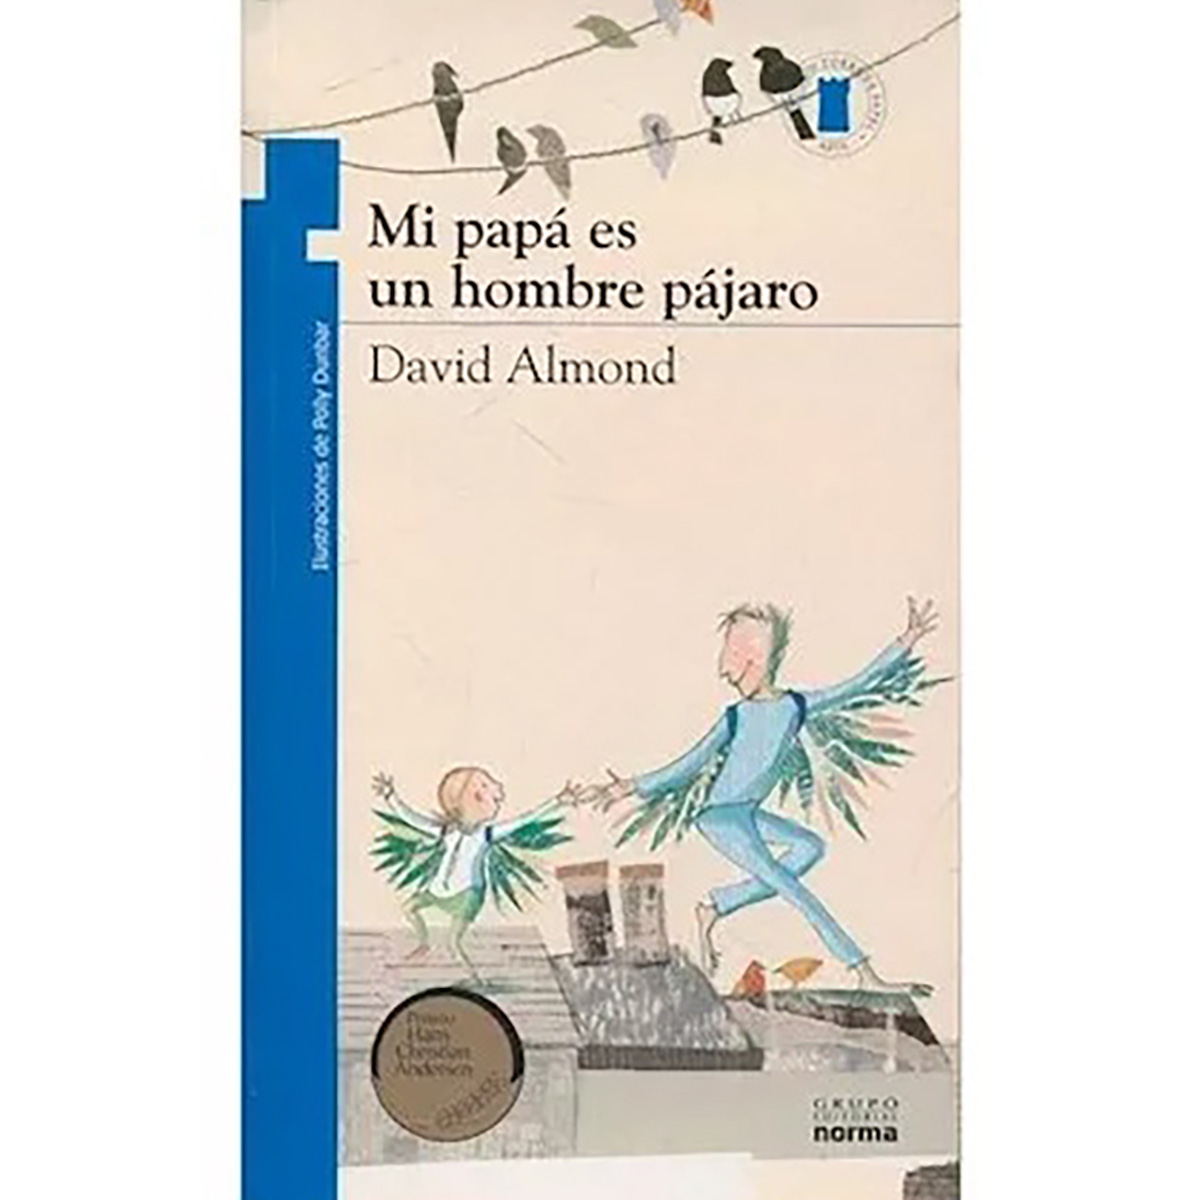 Mi papá es
un hombre pájaro
David Almond
Ilustraciones de Polly Dunbar
Premio
Hans
Christian
Andersen
GRUPO
EDITORIAL
norma